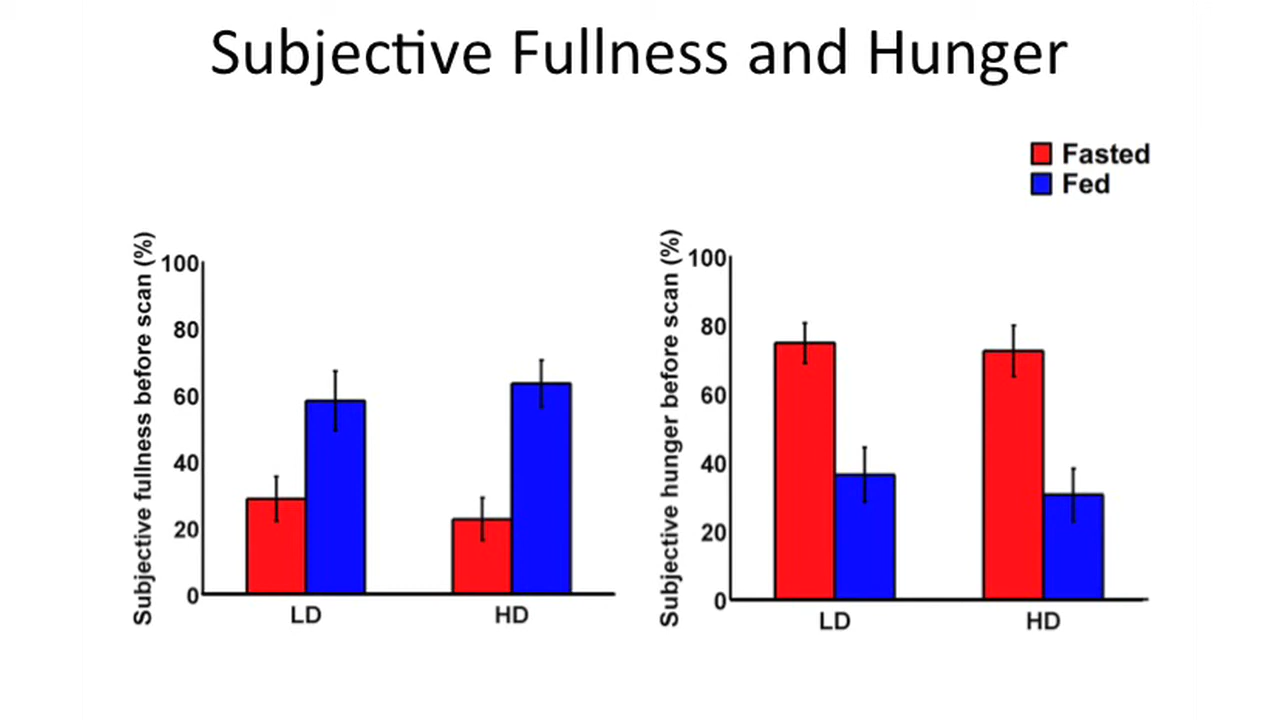 Subjective Fullness and Hunger
Fasted
Fed
Subjective fullness before scan (%)
100
80
60
40
20
0
LD HD
Subjective hunger before scan (%)
100
80
60
40
20
0
LD HD